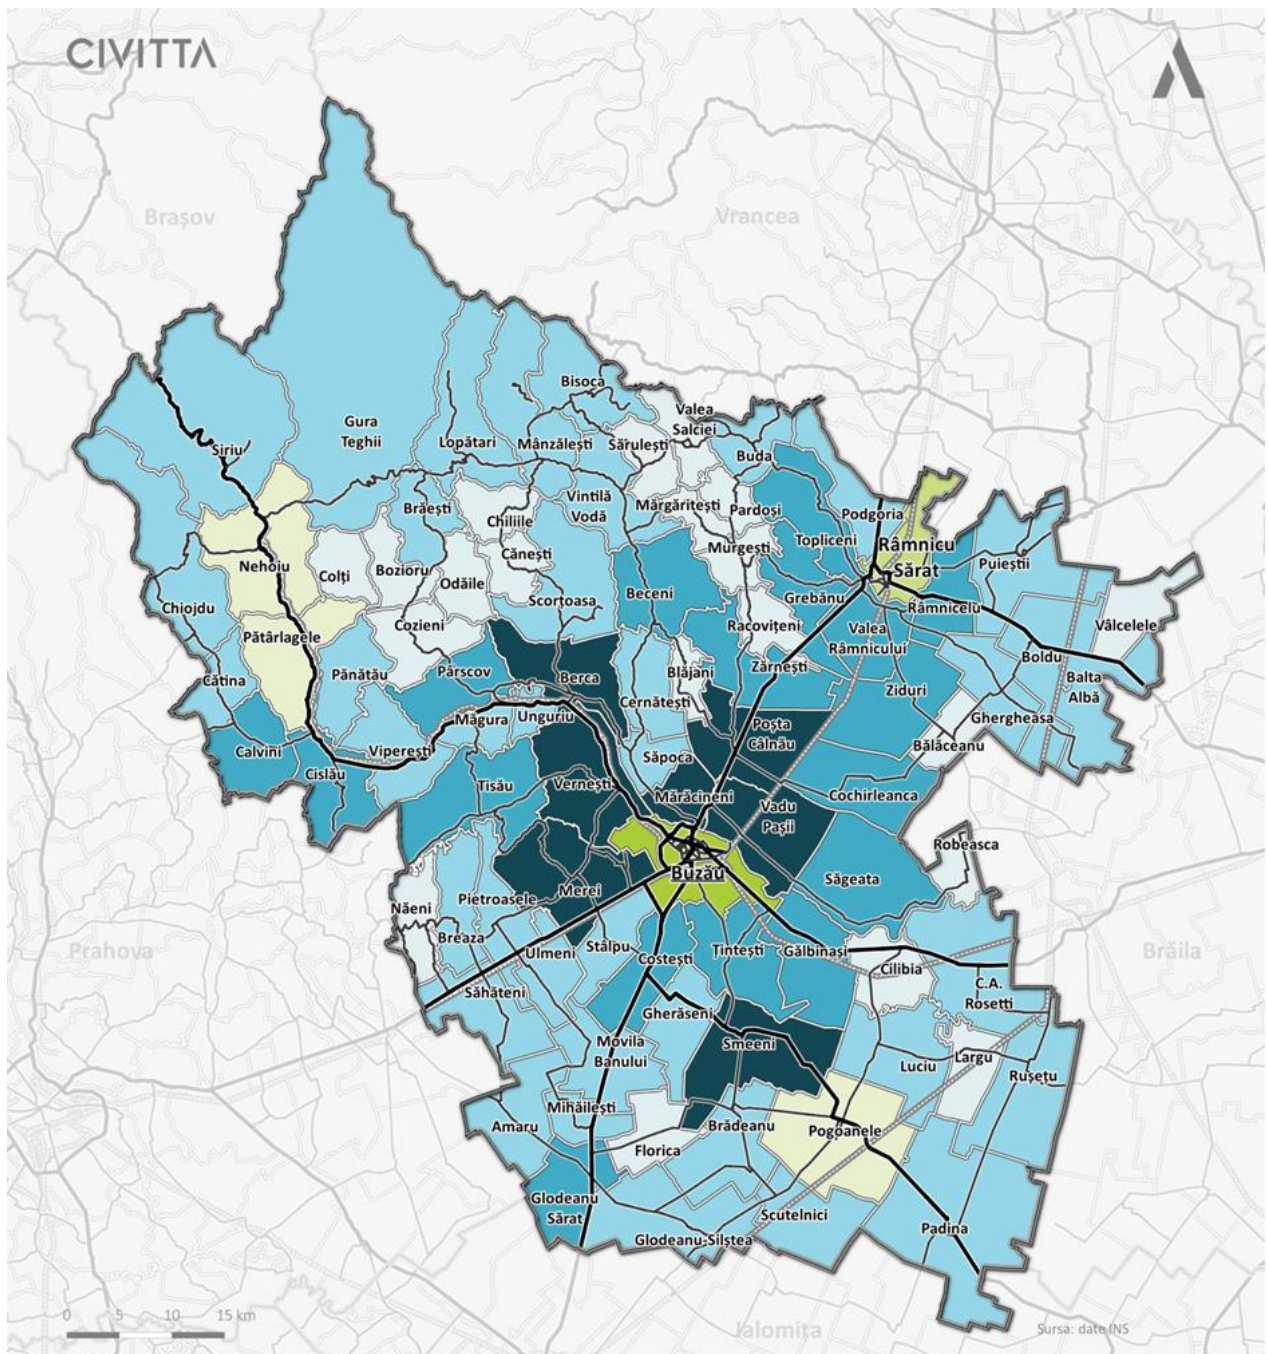 CIVITTA
Brașov
Vrancea
Bisoca
Valea
Salciei
Gura
Teghii
Siriu
Lopătari
Mânzălești
Sărulești
Buda
Brăești
Vintilă
Vodă
Mărgăritești
Pardoși
Podgoria
Chiliile
Topliceni
Râmnicu
Sărat
Murgești
Cănești
Nehoiu
Colți
Bozioru
Odăile
Puieștii
Beceni
Grebănu
Chiojdu
Scorțoasa
Râmnicelu
Cozieni
Racovițeni
Valea
Râmnicului
Vâlcelele
Pătârlagele
Boldu
Pănătău
Pârscov
Berca
Blăjani
Zărnești
Cătina
Balta
Albă
Ziduri
Cernătești
Măgura
Unguriu
Ghergheasa
Poșta
Câlnău
Calvini
Viperești
Bălăceanu
Săpoca
Cislău
Tisău
Vernești
Mărăcineni
Cochirleanca
Vadu
Pașii
Robeasca
Buzău
Săgeata
Merei
Pietroasele
Năeni
Breaza
Stâlpu
Ulmeni
Țintești
Gălbinași
Costești
Prahova
Brăila
Cilibia
C.A.
Rosetti
Săhăteni
Gherăseni
Movila
Banului
Smeeni
Largu
Luciu
Rușețu
Mihăilești
Amaru
Brădeanu
Pogoanele
Florica
Glodeanu
Sărat
Scutelnici
Padina
Glodeanu-Silștea
0 5 10 15 km
Ialomița
Sursa: date INS